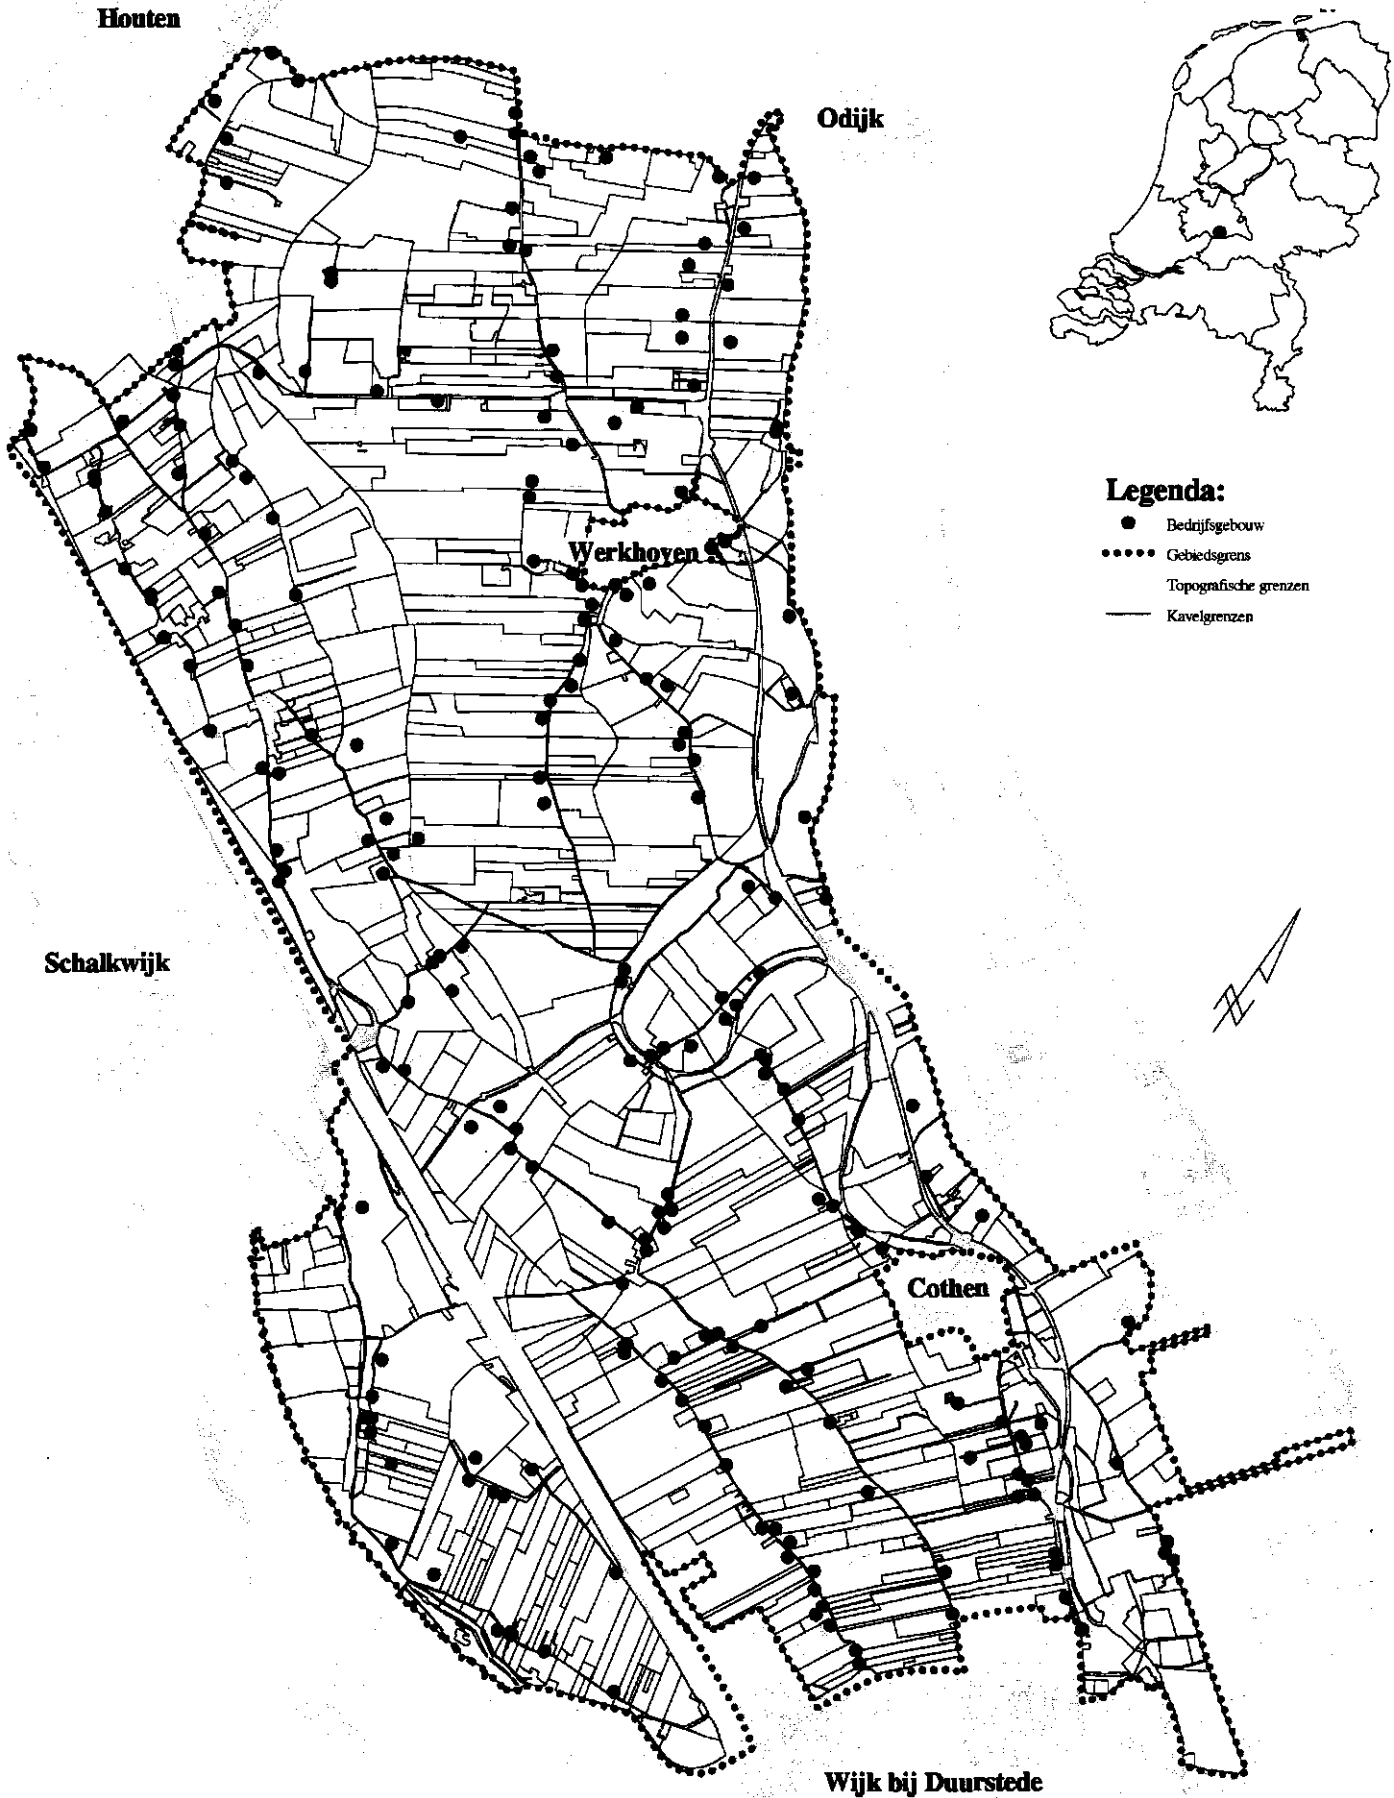 Houten
Odijk
Legenda:
Bedrijfsgebouw
Gebiedsgrens
Topografische grenzen
Kavelgrenzen
Werkhoven
Schalkwijk
Cothen
Wijk bij Duurstede